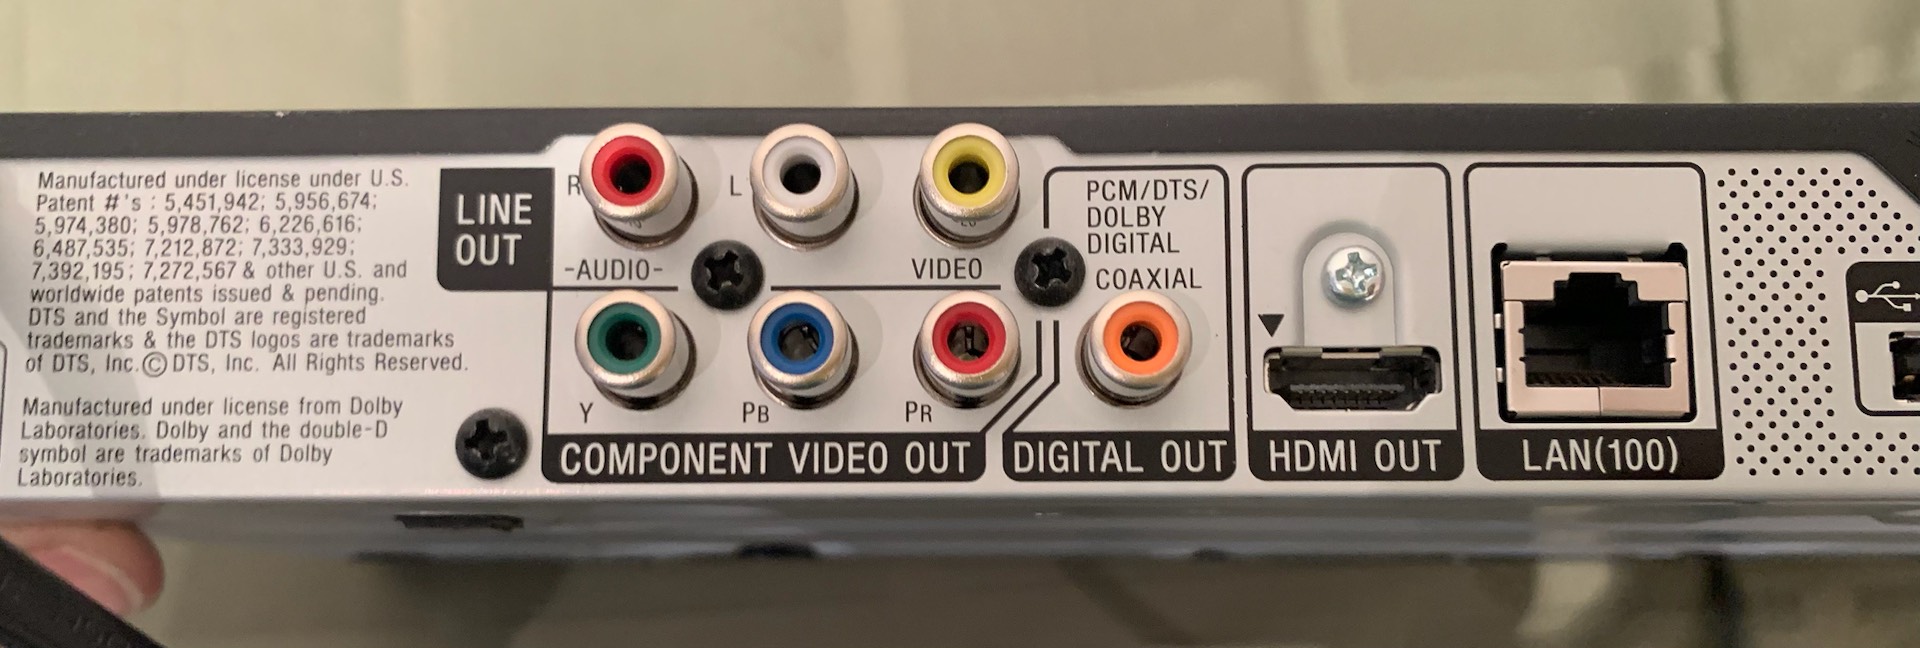 Manufactured under license under U.S.
Patent #'s : 5,451,942; 5,956,674;
5,974,380; 5,978,762; 6,226,616;
6,487,535; 7,212,872; 7,333,929;
7,392,195; 7,272,567 & other U.S. and
worldwide patents issued & pending.
DTS and the Symbol are registered
trademarks & the DTS logos are trademarks
of DTS, Inc.©DTS, Inc. All Rights Reserved.
Manufactured under license from Dolby
Laboratories. Dolby and the double-D
symbol are trademarks of Dolby
Laboratories.
LINE
OUT
R
L
-AUDIO-
VIDEO
Y
PB
PR
COMPONENT VIDEO OUT
PCM/DTS/
DOLBY
DIGITAL
COAXIAL
DIGITAL OUT
HDMI OUT
LAN(100)